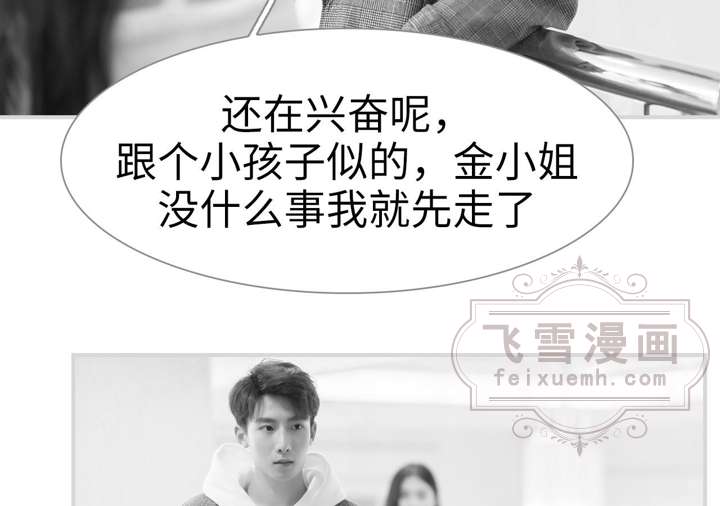 还在兴奋呢，
跟个小孩子似的，金小姐
没什么事我就先走了
飞雪漫画
feixuemh.com